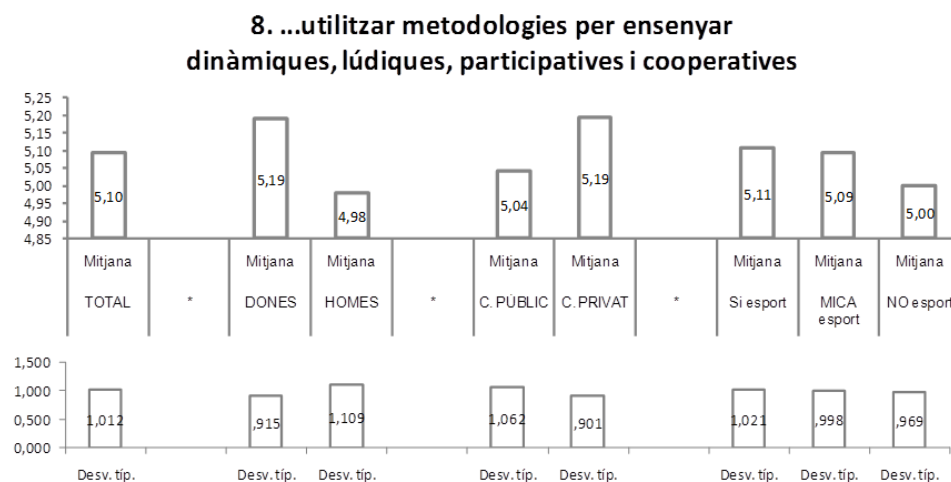 8. ...utilitzar metodologies per ensenyar
dinàmiques, lúdiques, participatives i cooperatives
5,25
5,20
5,15
5,10
5,05
5,00
4,95
4,90
4,85
5,10 5,19 4,98 5,04 5,19 5,11 5,09 5,00
Mitjana Mitjana Mitjana Mitjana Mitjana Mitjana Mitjana Mitjana
TOTAL * DONES HOMES * C. PÚBLIC C. PRIVAT * Si esport MICA esport NO esport
1,500
1,000
0,500
0,000
1,012 ,915 1,109 1,062 ,901 1,021 ,998 ,969
Desv. típ. Desv. típ. Desv. típ. Desv. típ. Desv. típ. Desv. típ. Desv. típ. Desv. típ.